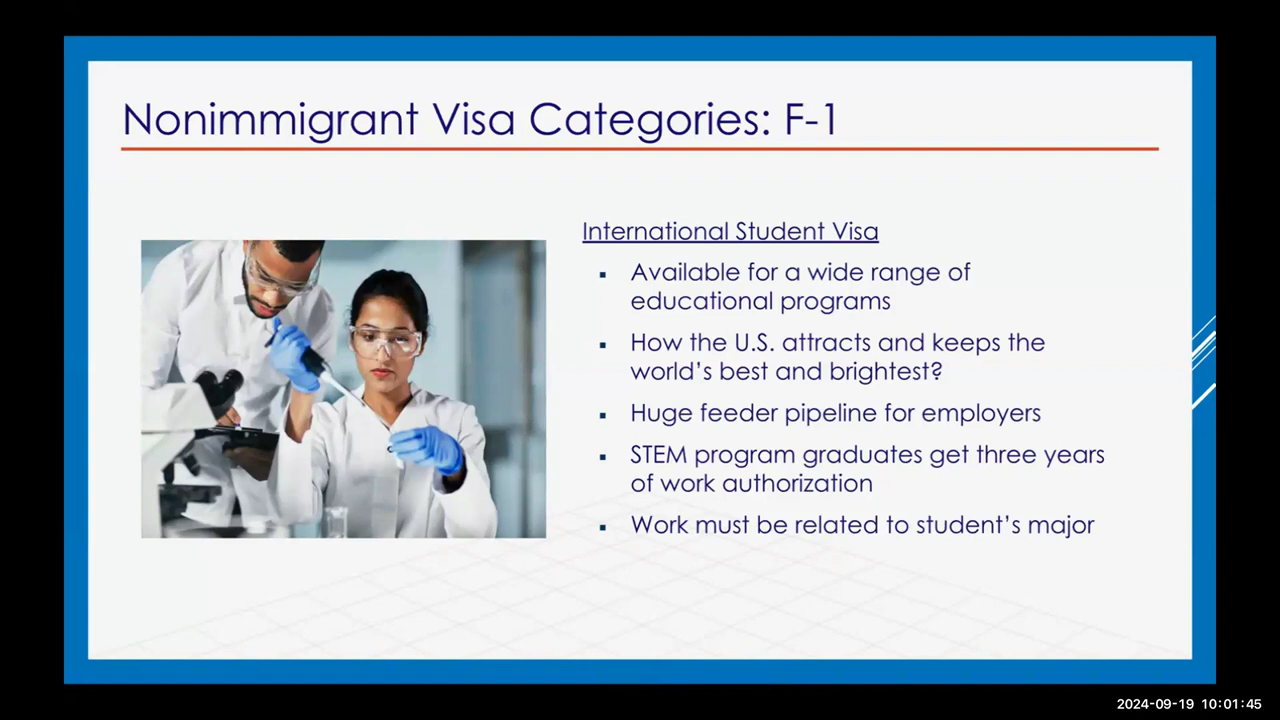 Nonimmigrant Visa Categories: F-1
International Student Visa
▪ Available for a wide range of
educational programs
▪ How the U.S. attracts and keeps the
world's best and brightest?
▪ Huge feeder pipeline for employers
▪ STEM program graduates get three years
of work authorization
▪ Work must be related to student's major
2024-09-19 10:01:45